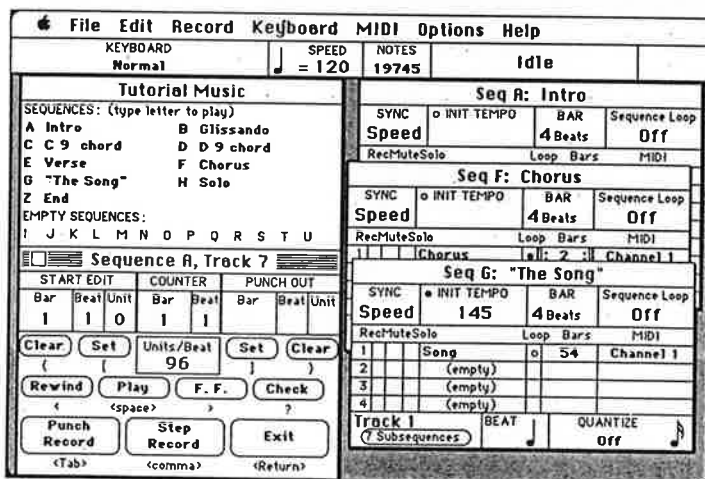 File Edit Record Keyboard MIDI Options Help
KEYBOARD
Normal
SPEED
= 120
NOTES
19745
Idle
Tutorial Music
SEQUENCES: (type letter to play)
A Intro B Glissando
C C 9 chord D D 9 chord
E Verse F Chorus
G "The Song" H Solo
Z End
EMPTY SEQUENCES:
I J K L M N O P Q R S T U
Sequence A, Track 7
START EDIT COUNTER PUNCH OUT
Bar Beat Unit Bar Beat Bar Beat Unit
1 1 0 1 1
Clear Set Units/Beat Set Clear
96
( [ ] )
Rewind Play F.F. Check
< <space> > ?
Punch Record Step Record Exit
<Tab> <comma> <Return>
Seq A: Intro
SYNC INIT TEMPO BAR Sequence Loop
Speed 4 Beats Off
RecMuteSolo Loop Bars MIDI
Seq F: Chorus
SYNC INIT TEMPO BAR Sequence Loop
Speed 4 Beats Off
RecMuteSolo Loop Bars MIDI
1 Chorus 2 Channel 1
Seq G: "The Song"
SYNC INIT TEMPO BAR Sequence Loop
Speed 145 4 Beats Off
RecMuteSolo Loop Bars MIDI
1 Song 54 Channel 1
2 (empty)
3 (empty)
4 (empty)
Track 1 BEAT QUANTIZE
7 Subsequences Off